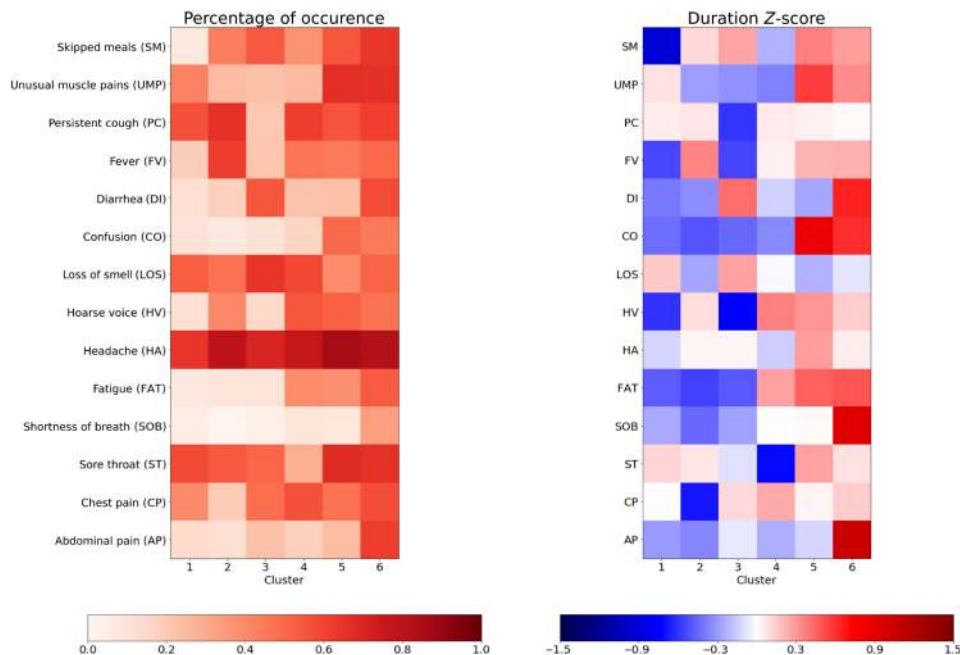 Percentage of occurence
Duration Z-score
Skipped meals (SM)
Unusual muscle pains (UMP)
Persistent cough (PC)
Fever (FV)
Diarrhea (DI)
Confusion (CO)
Loss of smell (LOS)
Hoarse voice (HV)
Headache (HA)
Fatigue (FAT)
Shortness of breath (SOB)
Sore throat (ST)
Chest pain (CP)
Abdominal pain (AP)
1 2 3 4 5 6
Cluster
0.0 0.2 0.4 0.6 0.8 1.0
SM
UMP
PC
FV
DI
CO
LOS
HV
HA
FAT
SOB
ST
CP
AP
1 2 3 4 5 6
Cluster
−1.5 −0.9 −0.3 0.3 0.9 1.5